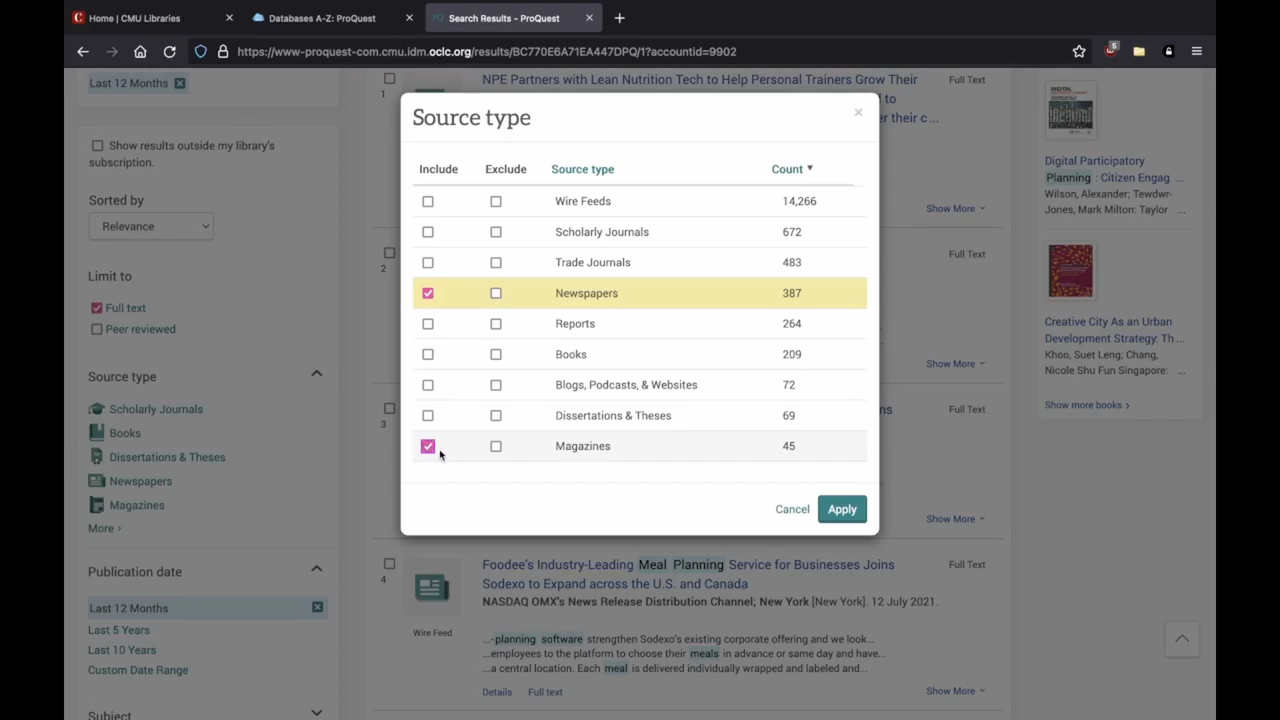 Home | CMU Libraries
Databases A-Z: ProQuest
Search Results - ProQuest
https://www-proquest-com.cmu.idm.oclc.org/results/BC770E6A71EA447DPQ/1?accountid=9902
6
Last 12 Months
Show results outside my library's
subscription.
Sorted by
Relevance
Limit to
Full text
Peer reviewed
Source type
Scholarly Journals
Books
Dissertations & Theses
Newspapers
Magazines
More ›
Publication date
Last 12 Months
Last 5 Years
Last 10 Years
Custom Date Range
Subject
1
NPE Partners with Lean Nutrition Tech to Help Personal Trainers Grow Their
to
er their c ...
Full Text
Show More
2
Full Text
Show More
3
ns
Full Text
Show More
Source type
×
Include Exclude Source type Count ▼
Wire Feeds 14,266
Scholarly Journals 672
Trade Journals 483
Newspapers 387
Reports 264
Books 209
Blogs, Podcasts, & Websites 72
Dissertations & Theses 69
Magazines 45
Cancel Apply
4
Foodee's Industry-Leading Meal Planning Service for Businesses Joins
Sodexo to Expand across the U.S. and Canada
Full Text
NASDAQ OMX's News Release Distribution Channel; New York [New York]. 12 July 2021.
Wire Feed
...-planning software strengthen Sodexo's existing corporate offering and we look...
...employees to the platform to choose their meals in advance or same day and have...
...a central location. Each meal is delivered individually wrapped and labeled and...
Details Full text
Show More
DIGITAL
Digital Participatory
Planning : Citizen Engag ...
Wilson, Alexander; Tewdwr-
Jones, Mark Milton: Taylor ...
Creative City As an Urban
Development Strategy: Th ...
Khoo, Suet Leng; Chang,
Nicole Shu Fun Singapore: ...
Show more books ›